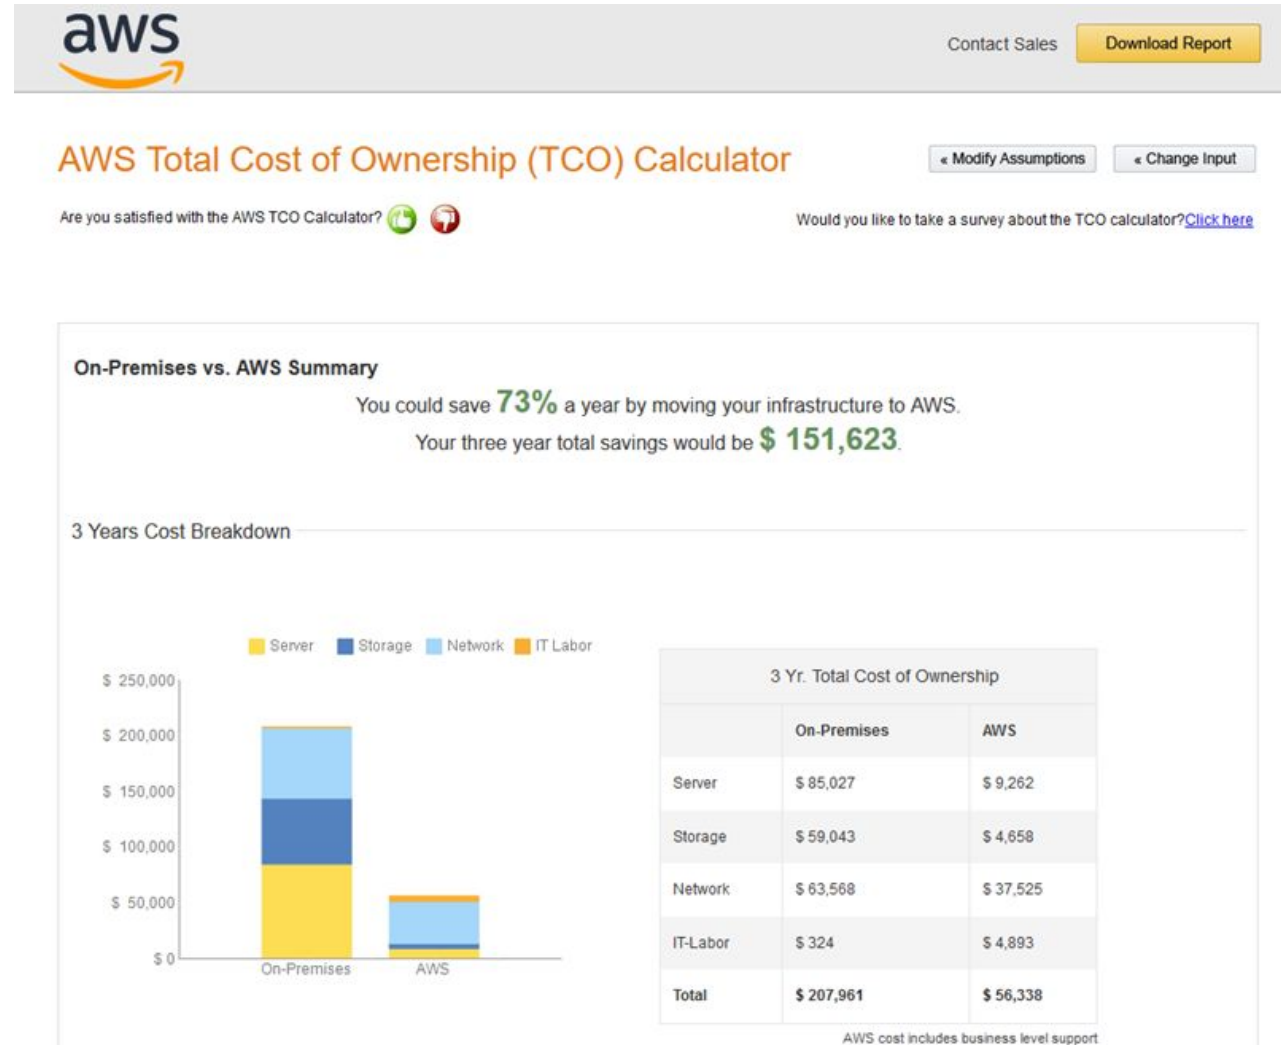 aws
Contact Sales Download Report
AWS Total Cost of Ownership (TCO) Calculator
« Modify Assumptions « Change Input
Are you satisfied with the AWS TCO Calculator?
Would you like to take a survey about the TCO calculator?Click here
On-Premises vs. AWS Summary
You could save 73% a year by moving your infrastructure to AWS.
Your three year total savings would be $ 151,623.
3 Years Cost Breakdown
Server Storage Network IT Labor
$ 250,000
$ 200,000
$ 150,000
$ 100,000
$ 50,000
$ 0
On-Premises AWS
3 Yr. Total Cost of Ownership
On-Premises AWS
Server $ 85,027 $ 9,262
Storage $ 59,043 $ 4,658
Network $ 63,568 $ 37,525
IT-Labor $ 324 $ 4,893
Total $ 207,961 $ 56,338
AWS cost includes business level support